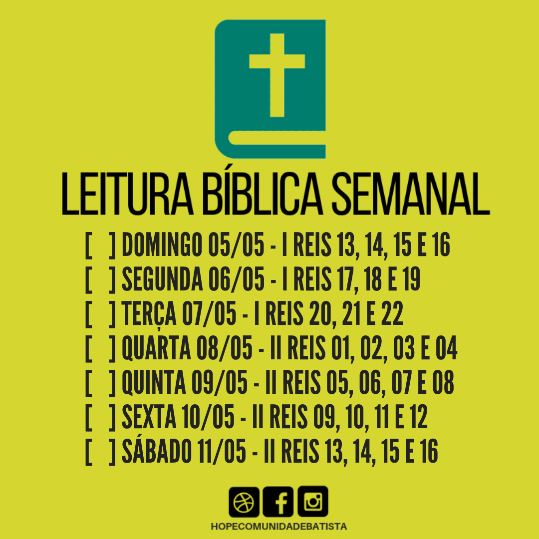 LEITURA BÍBLICA SEMANAL
[ ] DOMINGO 05/05 - I REIS 13, 14, 15 E 16
[ ] SEGUNDA 06/05 - I REIS 17, 18 E 19
[ ] TERÇA 07/05 - I REIS 20, 21 E 22
[ ] QUARTA 08/05 - II REIS 01, 02, 03 E 04
[ ] QUINTA 09/05 - II REIS 05, 06, 07 E 08
[ ] SEXTA 10/05 - II REIS 09, 10, 11 E 12
[ ] SÁBADO 11/05 - II REIS 13, 14, 15 E 16
HOPECOMUNIDADEBATISTA